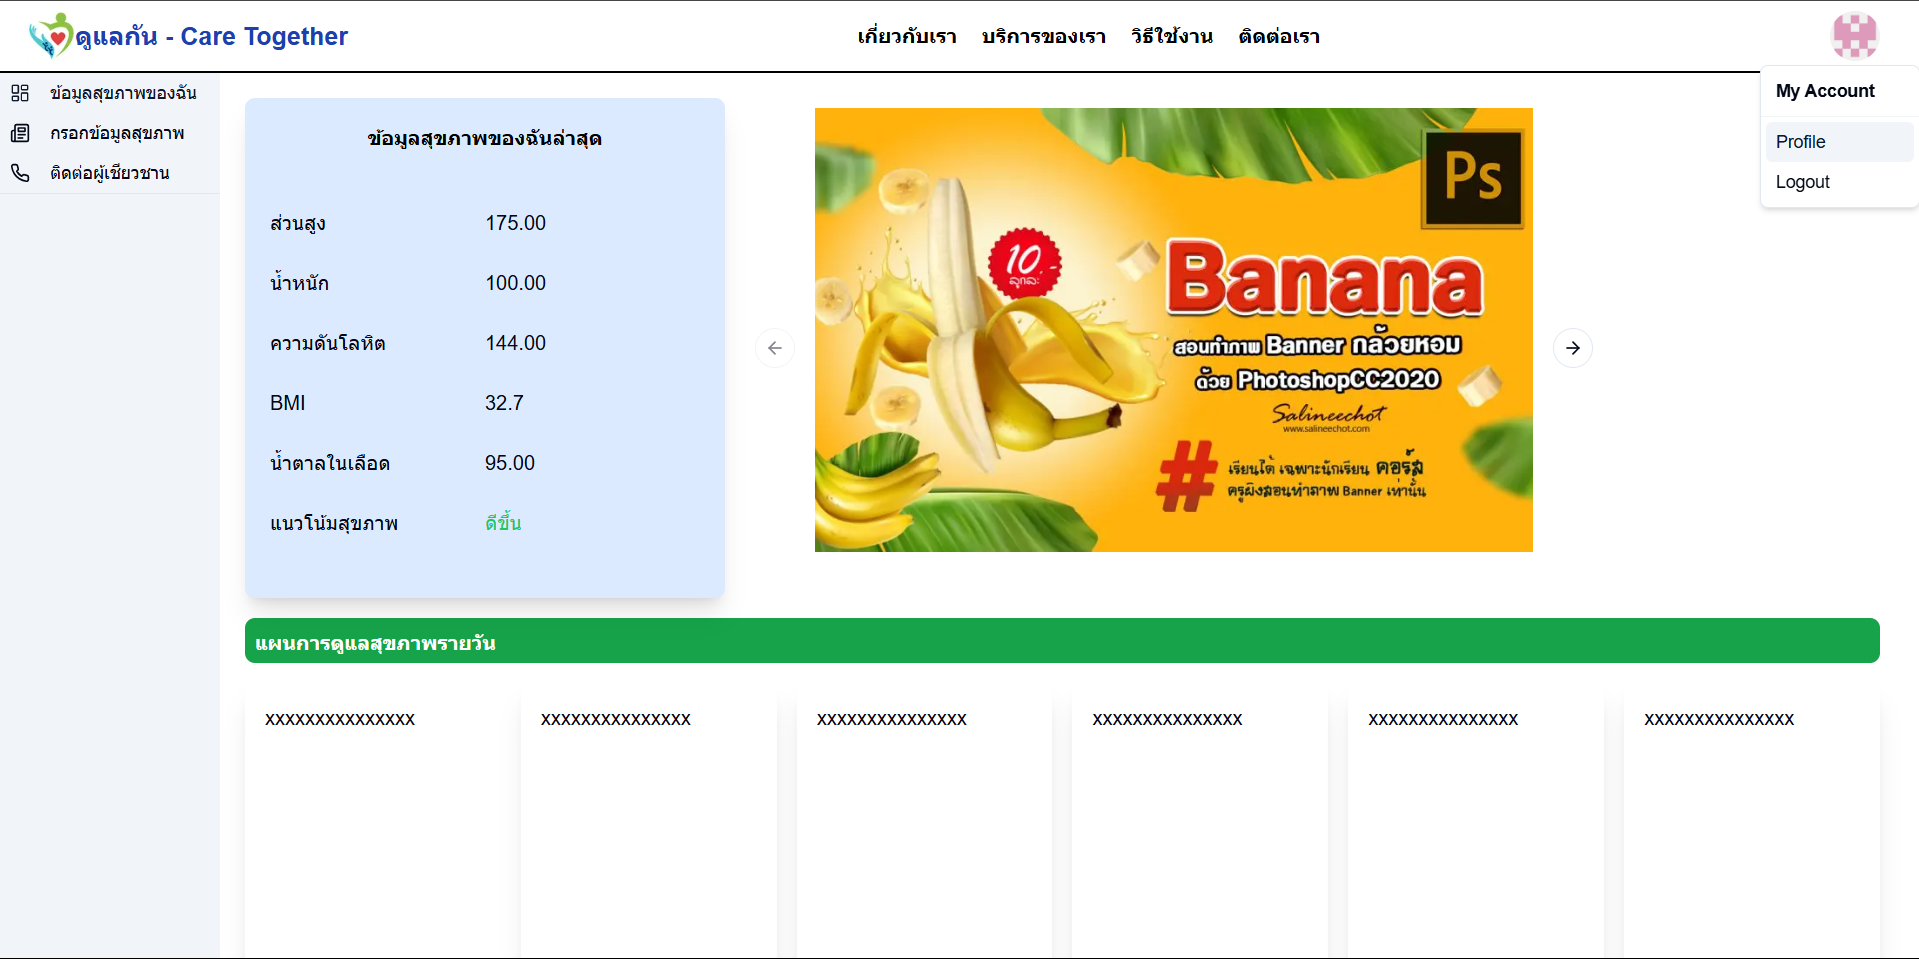 ดูแลกัน - Care Together
เกี่ยวกับเรา บริการของเรา วิธีใช้งาน ติดต่อเรา
My Account
Profile
Logout
ข้อมูลสุขภาพของฉัน
กรอกข้อมูลสุขภาพ
ติดต่อผู้เชียวชาน
ข้อมูลสุขภาพของฉันล่าสุด
ส่วนสูง 175.00
น้ำหนัก 100.00
ความดันโลหิต 144.00
BMI 32.7
น้ำตาลในเลือด 95.00
แนวโน้มสุขภาพ ดีขึ้น
Ps
10
ลูกละ
Banana
สอนทำภาพ Banner กล้วยหอม
ด้วย PhotoshopCC2020
Salineechot
www.salineechot.com
# เรียนได้ เฉพาะนักเรียน คอร์ส
ครูผิงสอนทำภาพ Banner เท่านั้น
แผนการดูแลสุขภาพรายวัน
xxxxxxxxxxxxxxx xxxxxxxxxxxxxxx xxxxxxxxxxxxxxx xxxxxxxxxxxxxxx xxxxxxxxxxxxxxx xxxxxxxxxxxxxxx